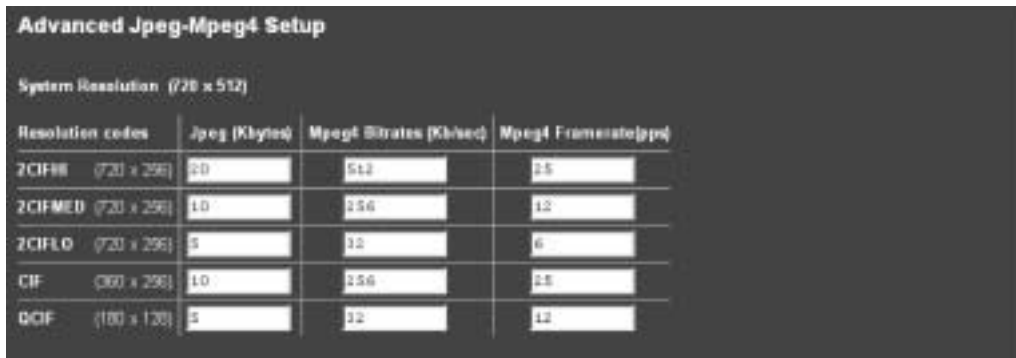 Advanced Jpeg-Mpeg4 Setup
System Resolution (720 x 512)
Resolution codes Jpeg (Kbytes) Mpeg4 Bitrates (Kb/sec) Mpeg4 Framerate(pps)
2CIFHI (720 x 256) 20 512 25
2CIFMED (720 x 256) 10 256 12
2CIFLO (720 x 256) 5 32 6
CIF (360 x 256) 10 256 25
QCIF (180 x 128) 5 32 12